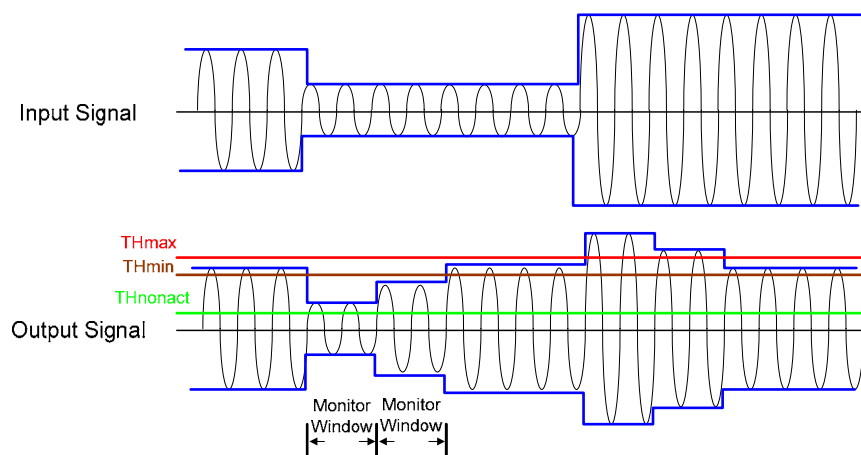 Input Signal
THmax
THmin
THnonact
Output Signal
Monitor
Window
Monitor
Window